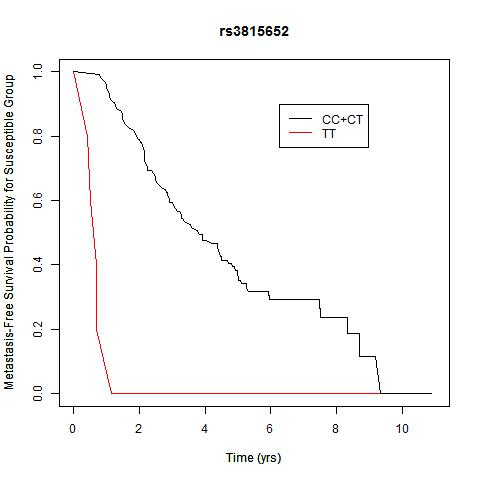 rs3815652
Metastasis-Free Survival Probability for Susceptible Group
1.0
0.8
0.6
0.4
0.2
0.0
CC+CT
TT
0 2 4 6 8 10
Time (yrs)